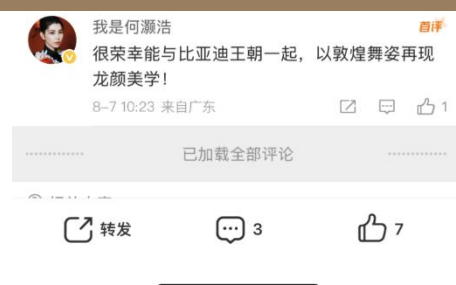 我是何灏浩
首评
很荣幸能与比亚迪王朝一起，以敦煌舞姿再现
龙颜美学！
8-7 10:23 来自广东
1
已加载全部评论
转发
3
7